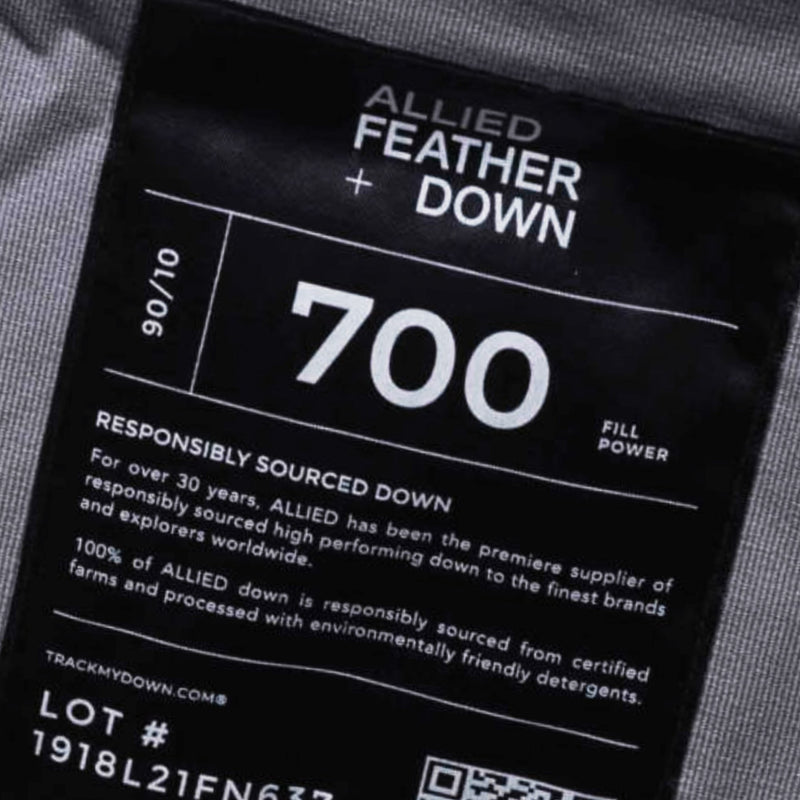 ALLIED
FEATHER
+ DOWN
90/10
700
FILL
POWER
RESPONSIBLY SOURCED DOWN
For over 30 years, ALLIED has been the premiere supplier of
responsibly sourced high performing down to the finest brands
and explorers worldwide.
100% of ALLIED down is responsibly sourced from certified
farms and processed with environmentally friendly detergents.
TRACKMYDOWN.COM®
LOT #
1918L21FN637